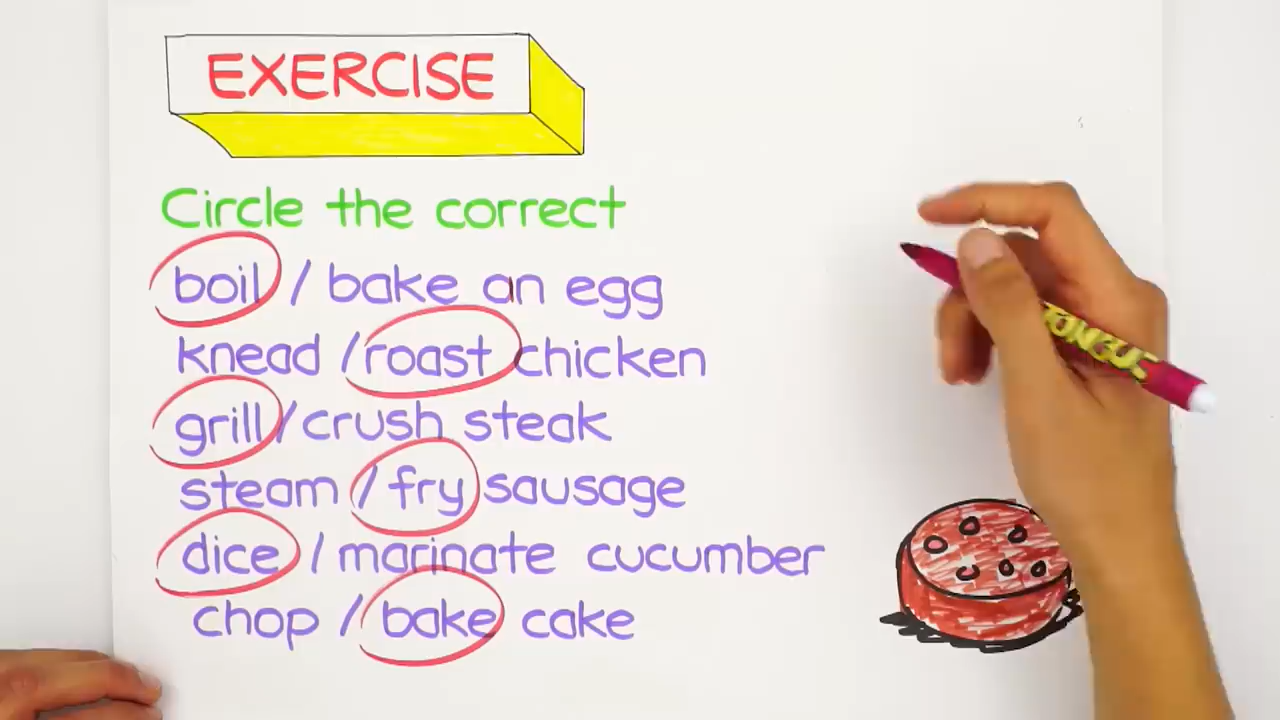 EXERCISE
Circle the correct
boil / bake an egg
knead / roast chicken
grill / crush steak
steam / fry sausage
dice / marinate cucumber
chop / bake cake